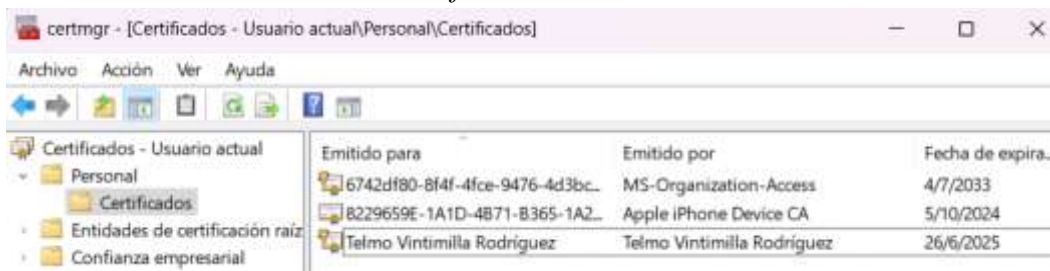 certmgr - [Certificados - Usuario actual\Personal\Certificados]
Archivo Acción Ver Ayuda
Certificados - Usuario actual
Personal
Certificados
Entidades de certificación raíz
Confianza empresarial
Emitido para Emitido por Fecha de expira..
6742df80-8f4f-4fce-9476-4d3bc... MS-Organization-Access 4/7/2033
8229659E-1A1D-4B71-B365-1A2... Apple iPhone Device CA 5/10/2024
Telmo Vintimilla Rodríguez Telmo Vintimilla Rodríguez 26/6/2025